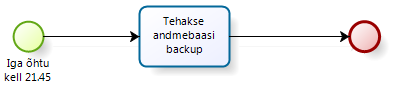 Tehakse
andmebaasi
backup
Iga õhtu
kell 21.45